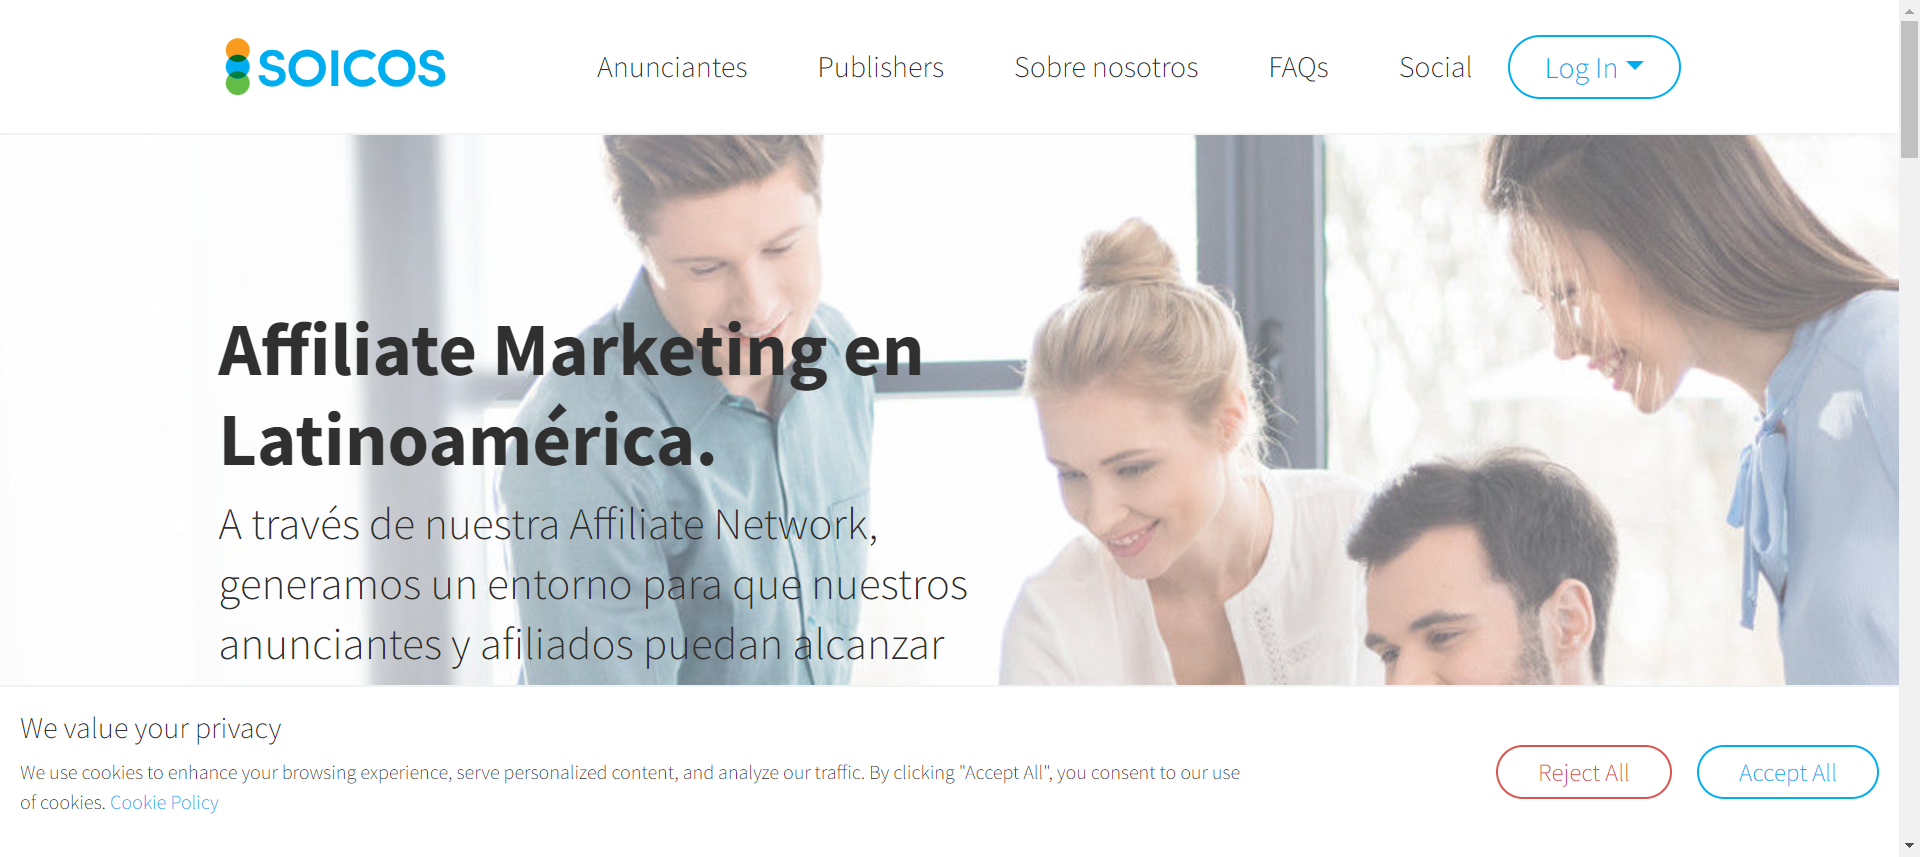 SOICOS
Anunciantes
Publishers
Sobre nosotros
FAQs
Social
Log In
Affiliate Marketing en
Latinoamérica.
A través de nuestra Affiliate Network,
generamos un entorno para que nuestros
anunciantes y afiliados puedan alcanzar
We value your privacy
We use cookies to enhance your browsing experience, serve personalized content, and analyze our traffic. By clicking "Accept All", you consent to our use
of cookies. Cookie Policy
Reject All
Accept All